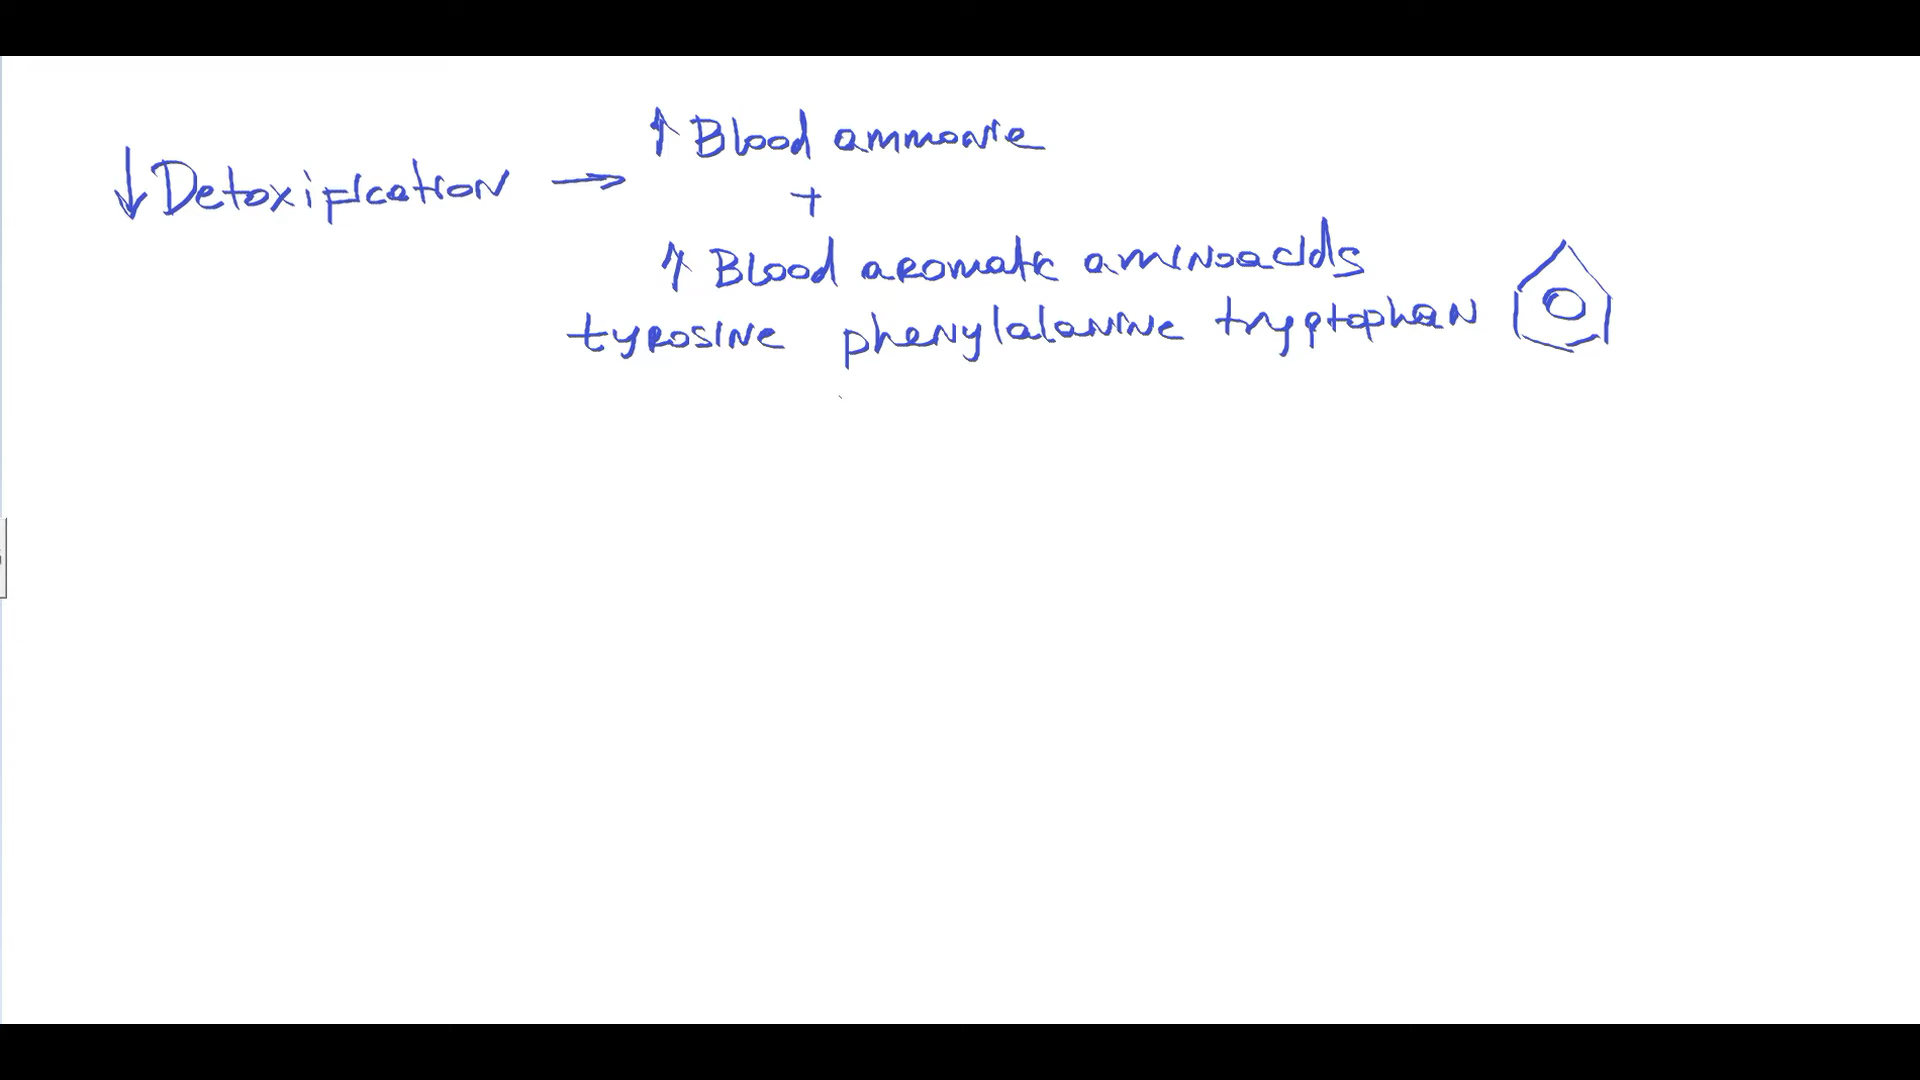 ↑ Blood ammonia
↓ Detoxification →
+
↑ Blood aromatic aminoacids
tyrosine phenylalanine tryptophan